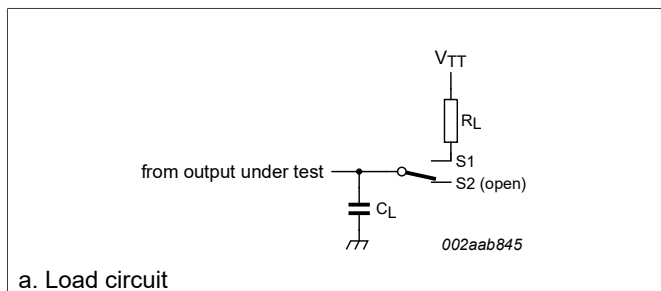 VTT
RL
S1
from output under test
S2 (open)
CL
002aab845
a. Load circuit